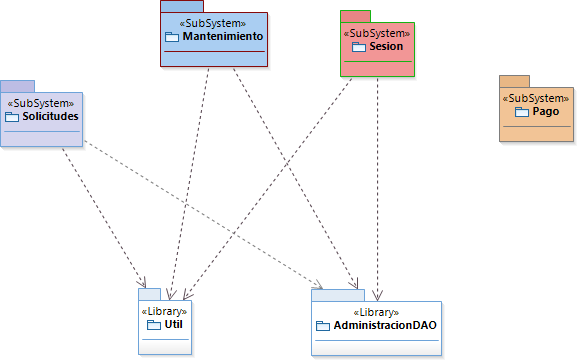 «SubSystem»
Mantenimiento
«SubSystem»
Sesion
«SubSystem»
Solicitudes
«SubSystem»
Pago
«Library»
Util
«Library»
AdministracionDAO